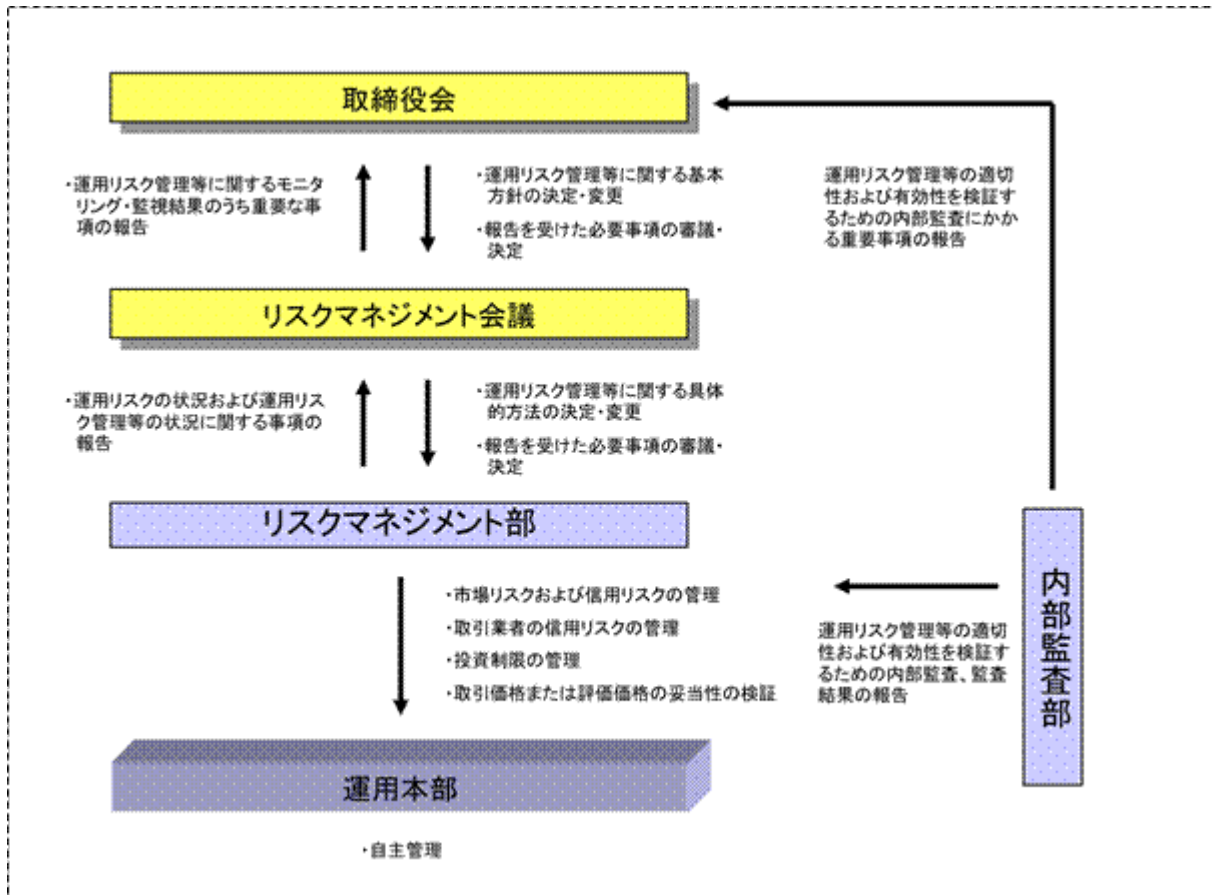 取締役会
・運用リスク管理等に関するモニ
タリング・監視結果のうち重要な事
項の報告
・運用リスク管理等に関する基本
方針の決定・変更
・報告を受けた必要事項の審議・
決定
運用リスク管理等の適切
性および有効性を検証す
るための内部監査にかか
る重要事項の報告
リスクマネジメント会議
・運用リスクの状況および運用リス
ク管理等の状況に関する事項の
報告
・運用リスク管理等に関する具体
的方法の決定・変更
・報告を受けた必要事項の審議・
決定
リスクマネジメント部
・市場リスクおよび信用リスクの管理
・取引業者の信用リスクの管理
・投資制限の管理
・取引価格または評価価格の妥当性の検証
運用リスク管理等の適切
性および有効性を検証す
るための内部監査、監査
結果の報告
内部監査部
運用本部
・自主管理